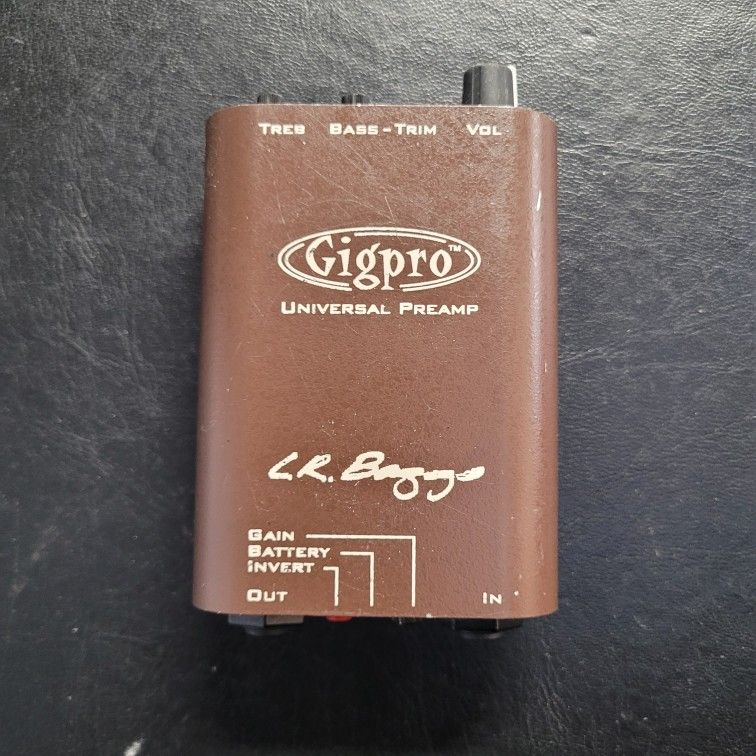 TREB BASS-TRIM VOL
Gigpro™
UNIVERSAL PREAMP
L.R. Baggs
GAIN
BATTERY
INVERT
OUT IN